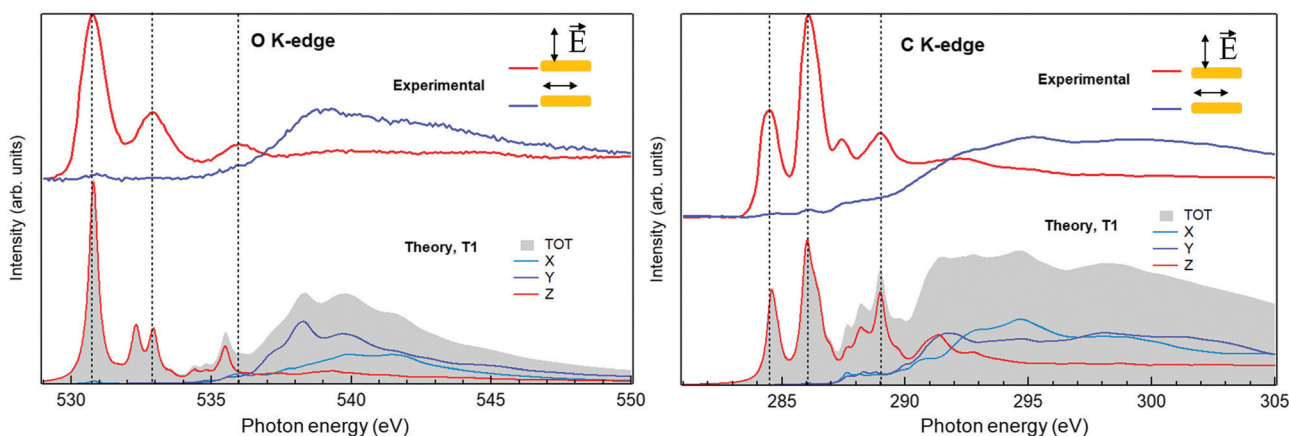 O K-edge
E
Experimental
Intensity (arb. units)
Theory, T1
TOT
X
Y
Z
530
535
540
545
550
Photon energy (eV)
C K-edge
E
Experimental
Intensity (arb. units)
Theory, T1
TOT
X
Y
Z
285
290
295
300
305
Photon energy (eV)